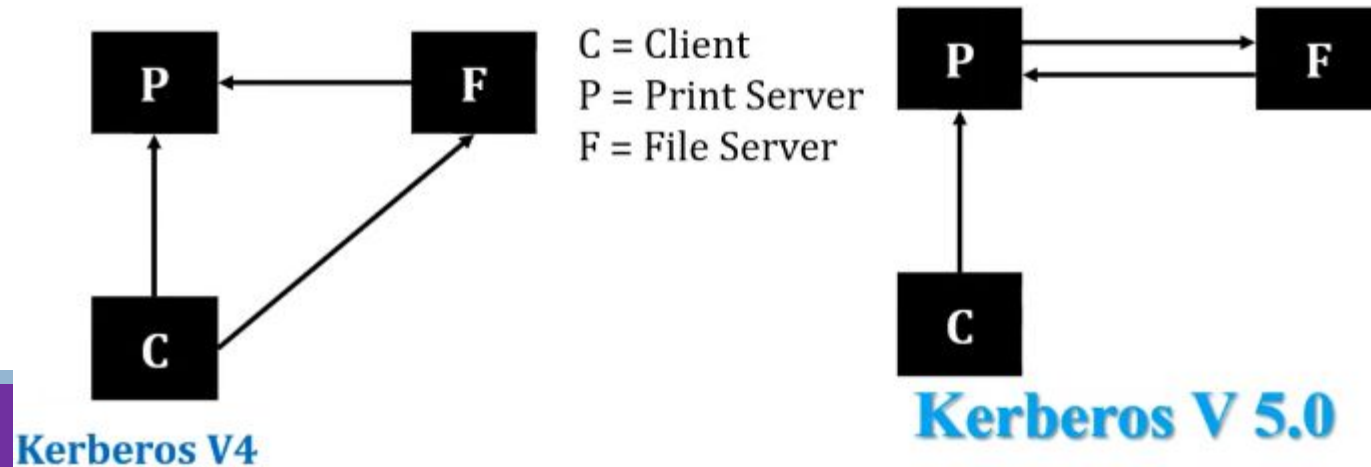 P
F
C
Kerberos V4
C = Client
P = Print Server
F = File Server
P
F
C
Kerberos V 5.0